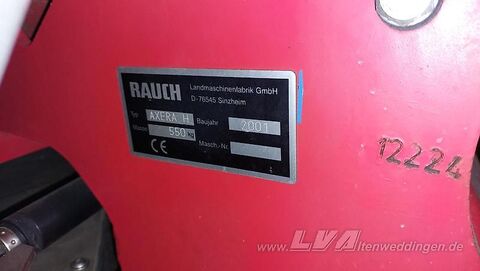 RAUCH Landmaschinenfabrik GmbH
D-76545 Sinzheim
Typ AXERA H Baujahr 2001
Masse 550 kg Masch.-Nr.
CE
12224
www.LVAltenweddingen.de